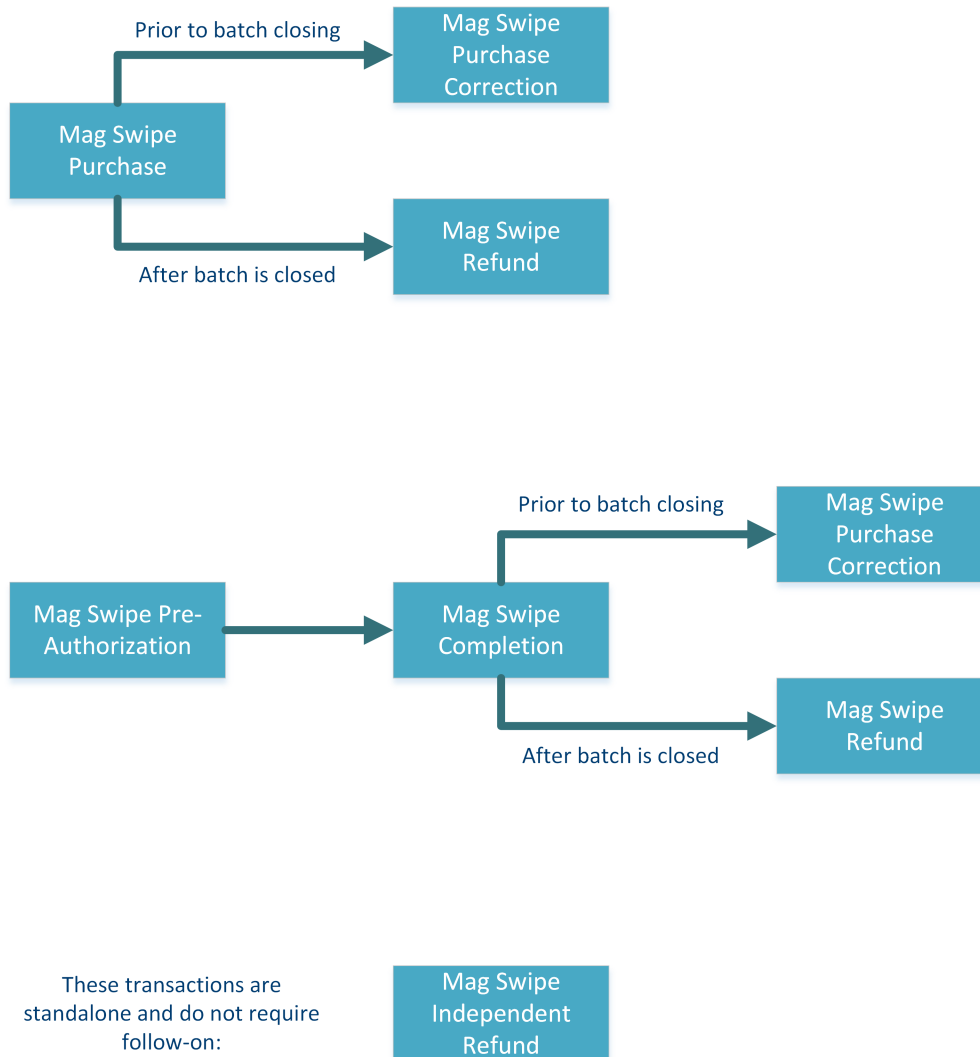 Prior to batch closing
Mag Swipe
Purchase
Correction
Mag Swipe
Purchase
Mag Swipe
Refund
After batch is closed
Prior to batch closing
Mag Swipe
Purchase
Correction
Mag Swipe Pre-
Authorization
Mag Swipe
Completion
Mag Swipe
Refund
After batch is closed
These transactions are
standalone and do not require
follow-on:
Mag Swipe
Independent
Refund